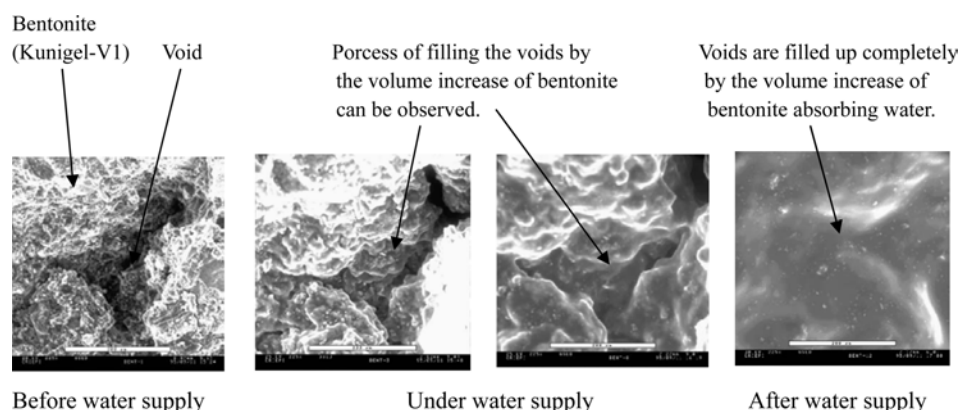 Bentonite
(Kunigel-V1)
Void
Porcess of filling the voids by
the volume increase of bentonite
can be observed.
Voids are filled up completely
by the volume increase of
bentonite absorbing water.
Before water supply
Under water supply
After water supply